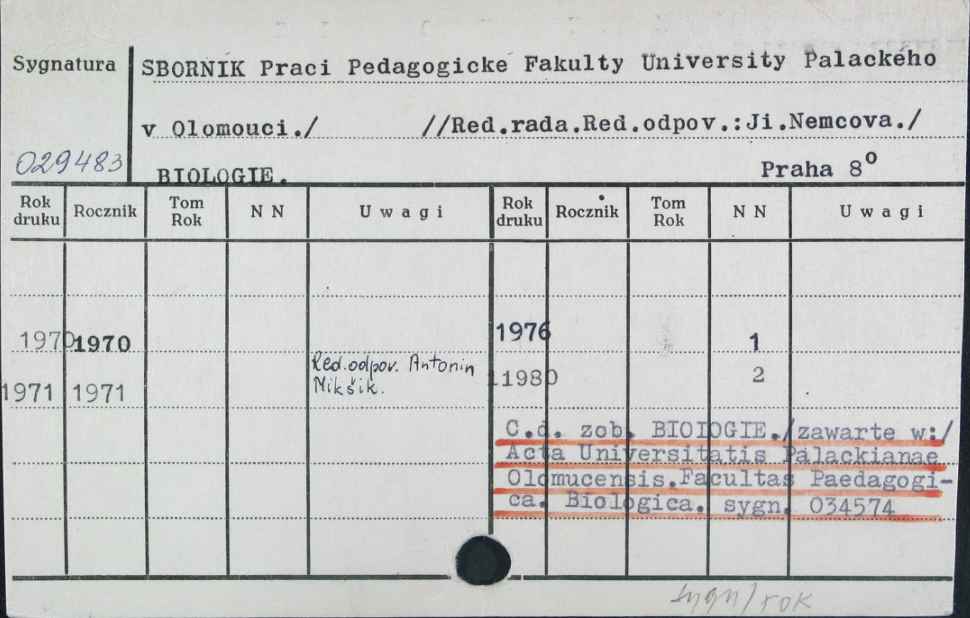 Sygnatura SBORNIK Praci Pedagogicke Fakulty University Palackeho
v Olomouci./ //Red.rada.Red.odpov.:Ji.Nemcova./
029483 BIOLOGIE. Praha 8º
Rok druku Rocznik Tom Rok N N Uwagi Rok druku Rocznik Tom Rok N N Uwagi
1970 1970 1976 1
1971 1971 Red.odpov. Antonin Mikšik. 1980 2
C.d. zob. BIOLOGIE./zawarte w:/
Acta Universitatis Palackianae
Olomucensis.Facultas Paedagogi-
ca. Biologica. sygn. 034574
sygn/rok